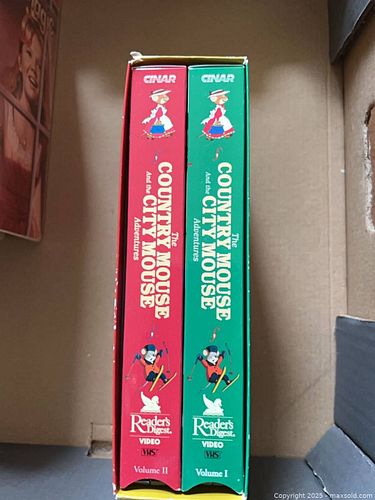 CINAR
The
COUNTRY MOUSE
And the
CITY MOUSE
Adventures
Reader's
Digest
VIDEO
VHS
Volume II
CINAR
The
COUNTRY MOUSE
And the
CITY MOUSE
Adventures
Reader's
Digest
VIDEO
VHS
Volume I
Copyright 2025 - maxsold.com